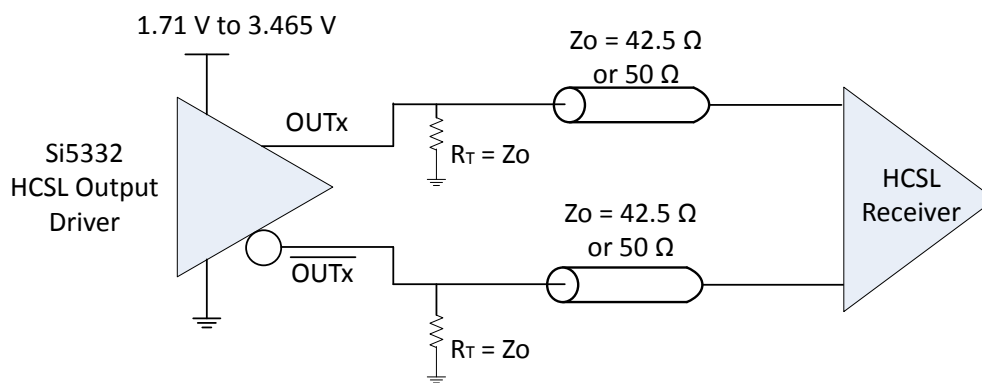 1.71 V to 3.465 V
Zo = 42.5 Ω
or 50 Ω
OUTx
RT = Zo
Si5332
HCSL Output
Driver
HCSL
Receiver
Zo = 42.5 Ω
or 50 Ω
OUTx
RT = Zo